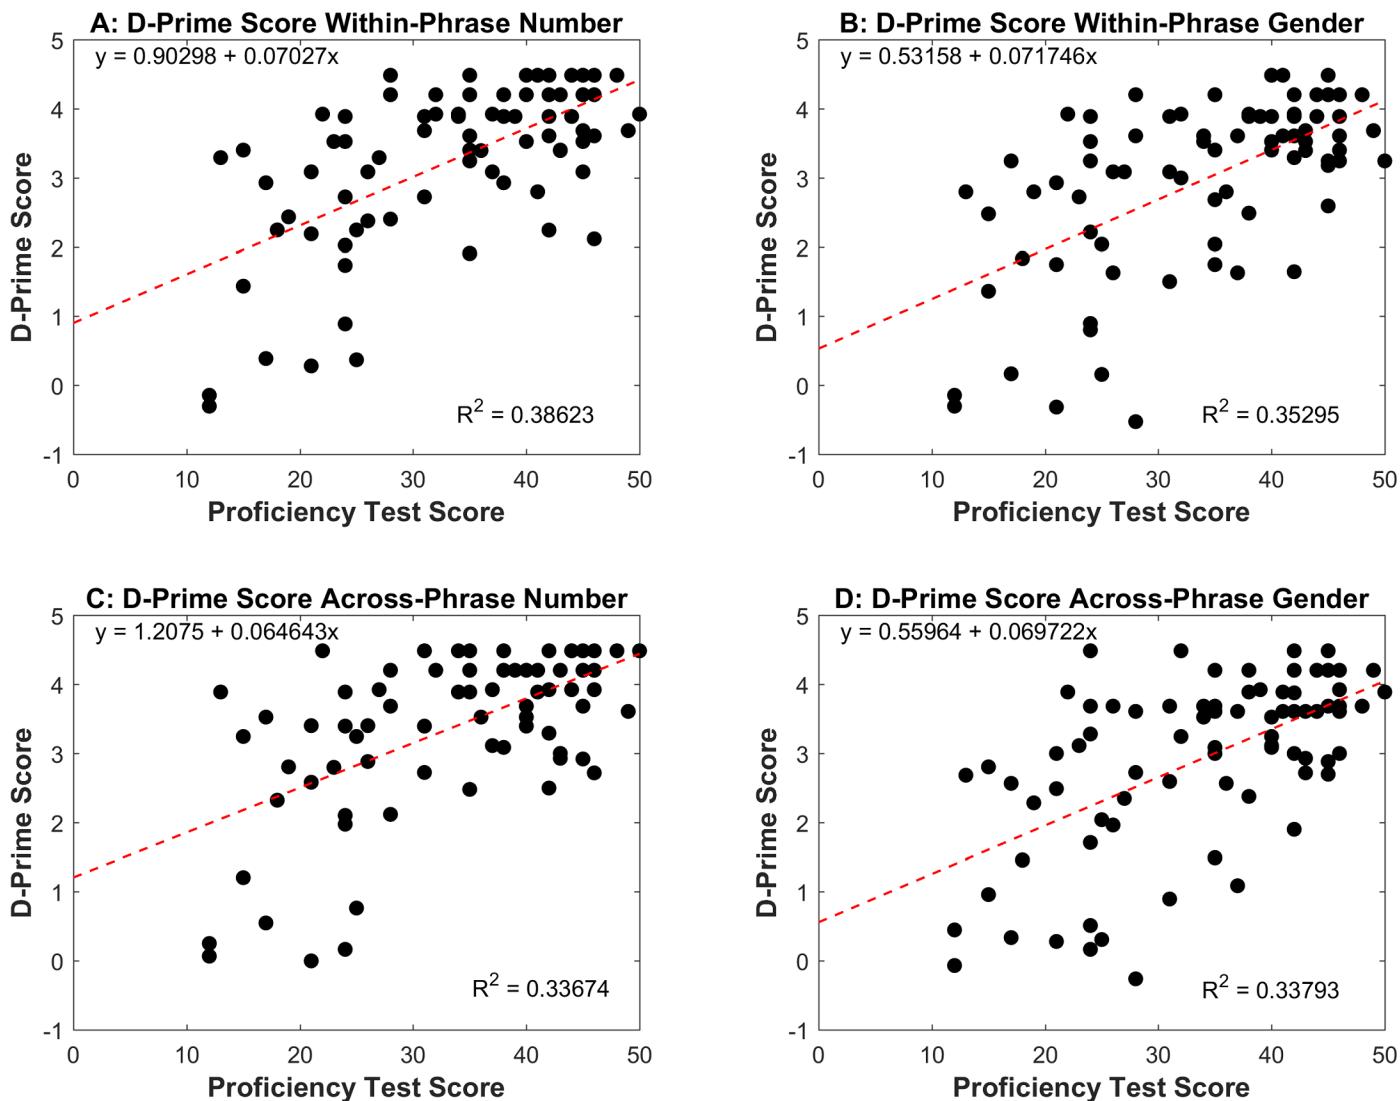 A: D-Prime Score Within-Phrase Number
y = 0.90298 + 0.07027x
R² = 0.38623
D-Prime Score
5
4
3
2
1
0
-1
0 10 20 30 40 50
Proficiency Test Score
B: D-Prime Score Within-Phrase Gender
y = 0.53158 + 0.071746x
R² = 0.35295
D-Prime Score
5
4
3
2
1
0
-1
0 10 20 30 40 50
Proficiency Test Score
C: D-Prime Score Across-Phrase Number
y = 1.2075 + 0.064643x
R² = 0.33674
D-Prime Score
5
4
3
2
1
0
-1
0 10 20 30 40 50
Proficiency Test Score
D: D-Prime Score Across-Phrase Gender
y = 0.55964 + 0.069722x
R² = 0.33793
D-Prime Score
5
4
3
2
1
0
-1
0 10 20 30 40 50
Proficiency Test Score